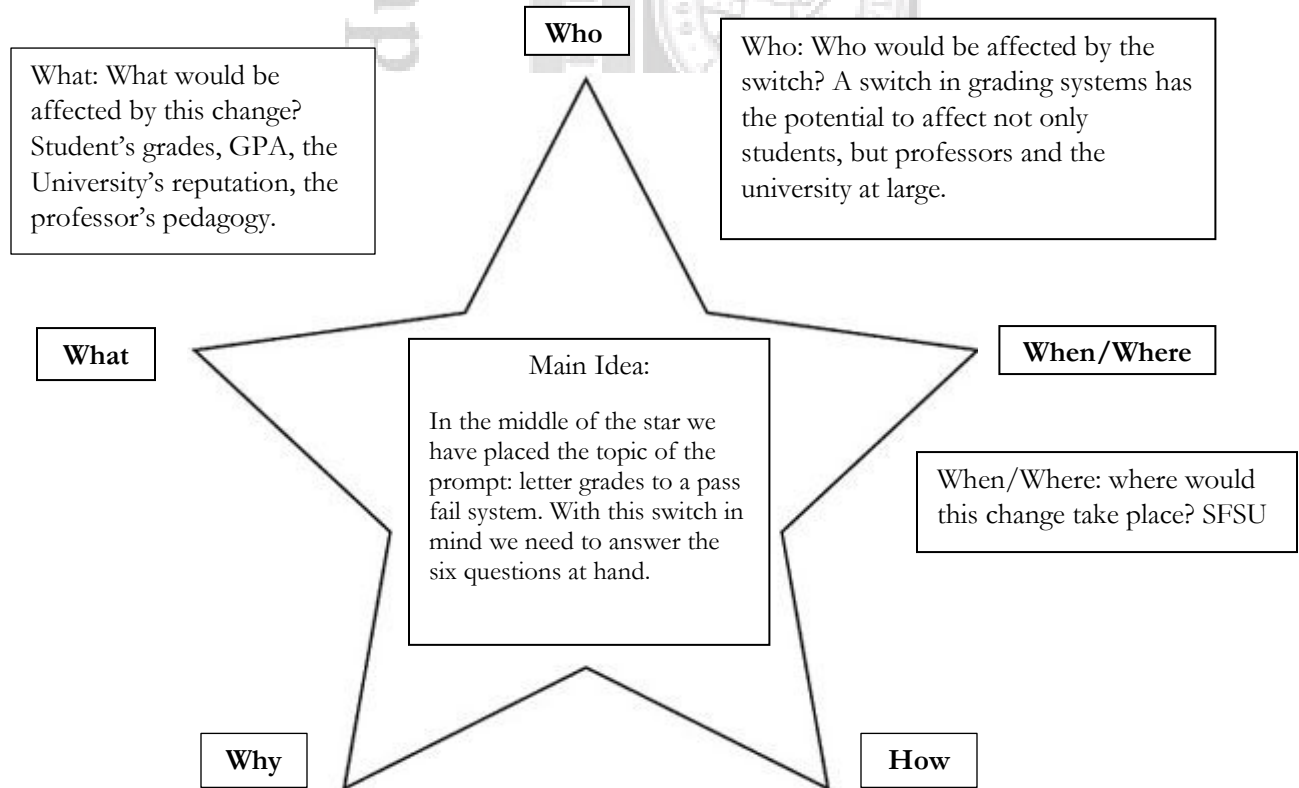 Who
What: What would be
affected by this change?
Student’s grades, GPA, the
University’s reputation, the
professor’s pedagogy.
Who: Who would be affected by the
switch? A switch in grading systems has
the potential to affect not only
students, but professors and the
university at large.
What
When/Where
Main Idea:
In the middle of the star we
have placed the topic of the
prompt: letter grades to a pass
fail system. With this switch in
mind we need to answer the
six questions at hand.
When/Where: where would
this change take place? SFSU
Why
How